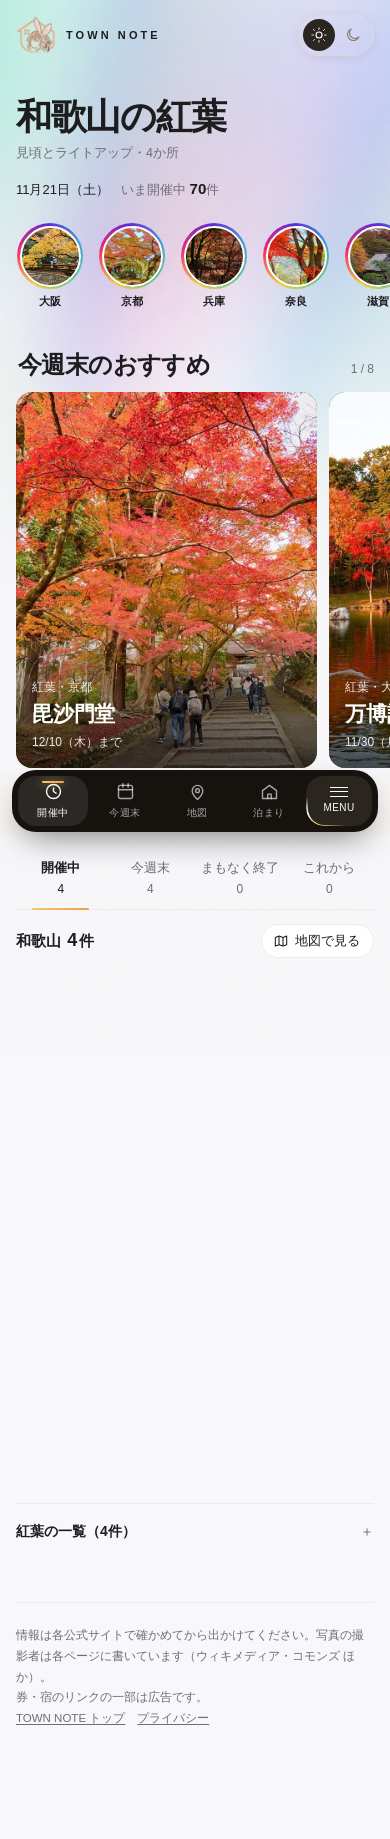 TOWN NOTE
和歌山の紅葉
見頃とライトアップ・4か所
11月21日（土） いま開催中 70件
大阪 京都 兵庫 奈良 滋賀
今週末のおすすめ 1 / 8
紅葉・京都
毘沙門堂
12/10（木）まで
紅葉・大
万博記
11/30（月
開催中 今週末 地図 泊まり MENU
開催中 今週末 まもなく終了 これから
4 4 0 0
和歌山 4件 地図で見る
紅葉の一覧（4件） +
情報は各公式サイトで確かめてから出かけてください。写真の撮
影者は各ページに書いています（ウィキメディア・コモンズ ほ
か）。
券・宿のリンクの一部は広告です。
TOWN NOTE トップ プライバシー